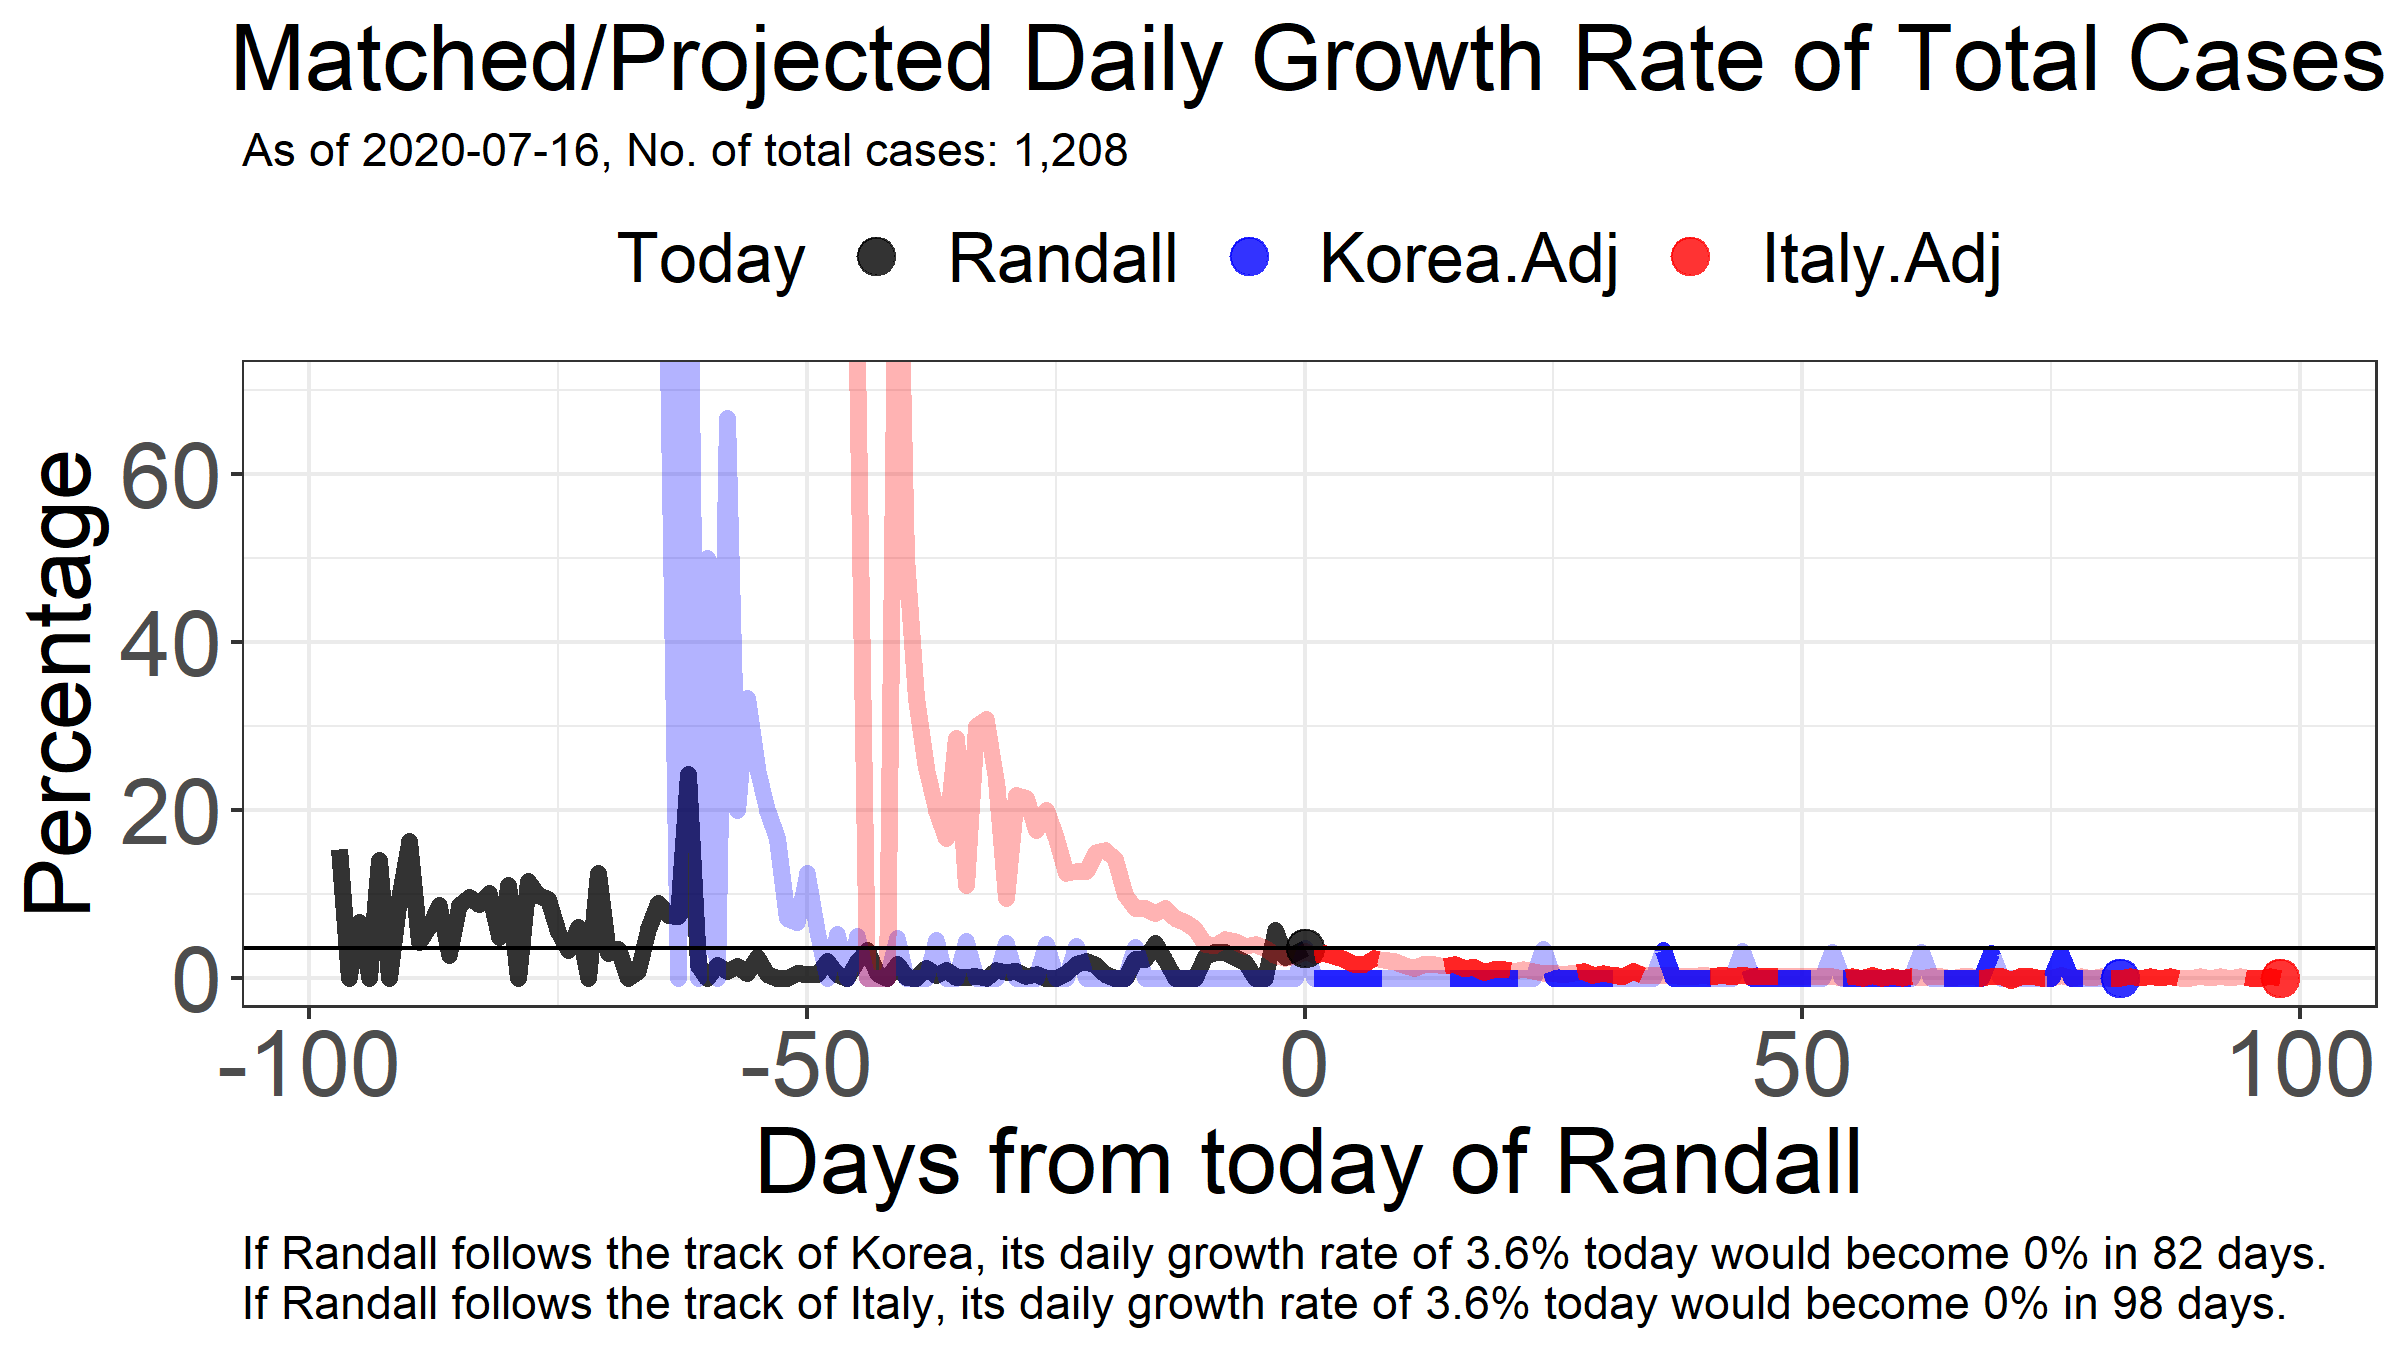 Matched/Projected Daily Growth Rate of Total Cases
As of 2020-07-16, No. of total cases: 1,208
Today Randall Korea.Adj Italy.Adj
Percentage
60
40
20
0
-100 -50 0 50 100
Days from today of Randall
If Randall follows the track of Korea, its daily growth rate of 3.6% today would become 0% in 82 days.
If Randall follows the track of Italy, its daily growth rate of 3.6% today would become 0% in 98 days.